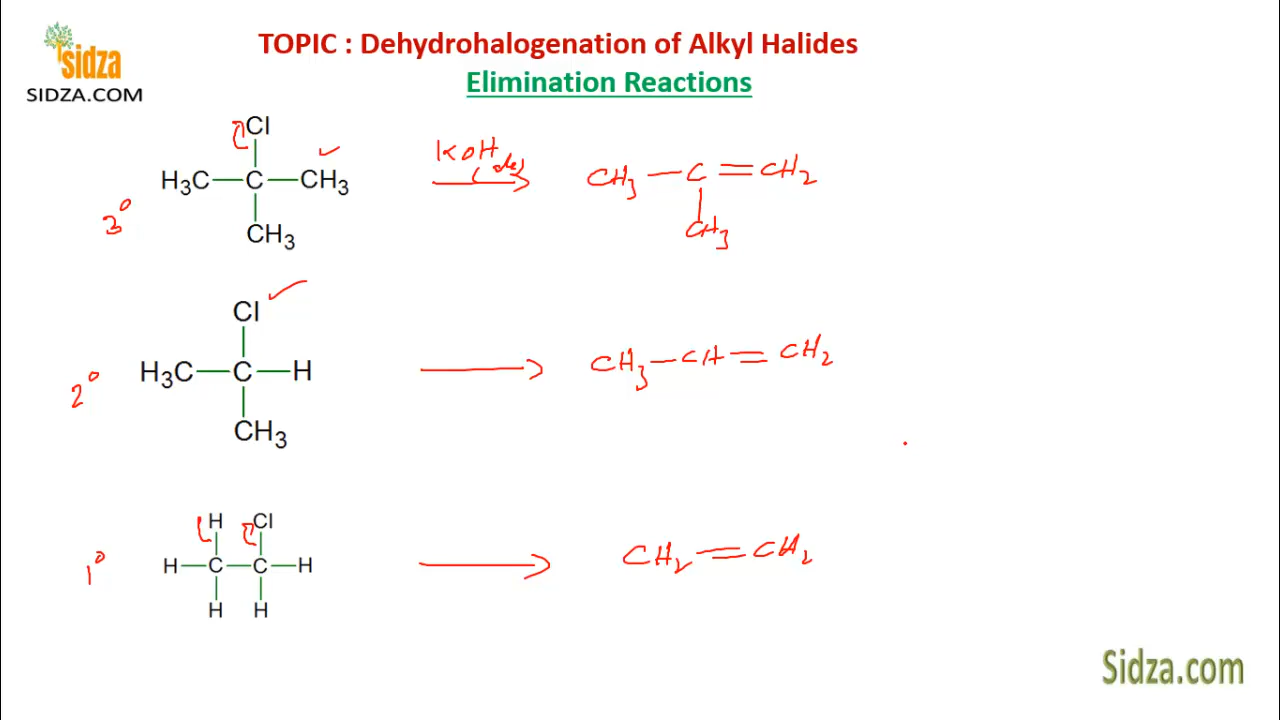 sidza
SIDZA.COM
TOPIC : Dehydrohalogenation of Alkyl Halides
Elimination Reactions
Cl
H₃C—C—CH₃
CH₃
3°
KOH
(alc)
CH₃—C=CH₂
CH₃
Cl
H₃C—C—H
CH₃
2°
CH₃—CH=CH₂
H Cl
H—C—C—H
H H
1°
CH₂=CH₂
Sidza.com